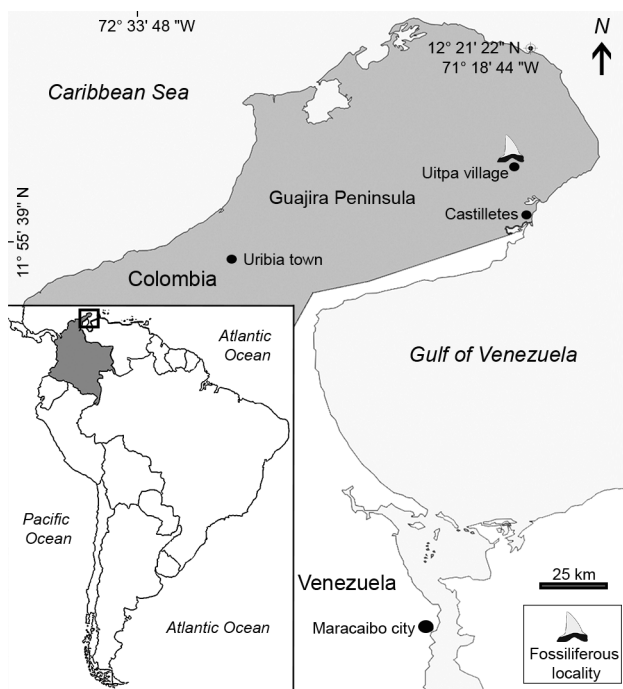 72° 33' 48 "W
N
12° 21' 22" N
71° 18' 44 "W
Caribbean Sea
Uitpa village
Guajira Peninsula
Castilletes
11° 55' 39" N
Uribia town
Colombia
Atlantic
Ocean
Gulf of Venezuela
Pacific
Ocean
25 km
Venezuela
Maracaibo city
Atlantic Ocean
Fossiliferous
locality